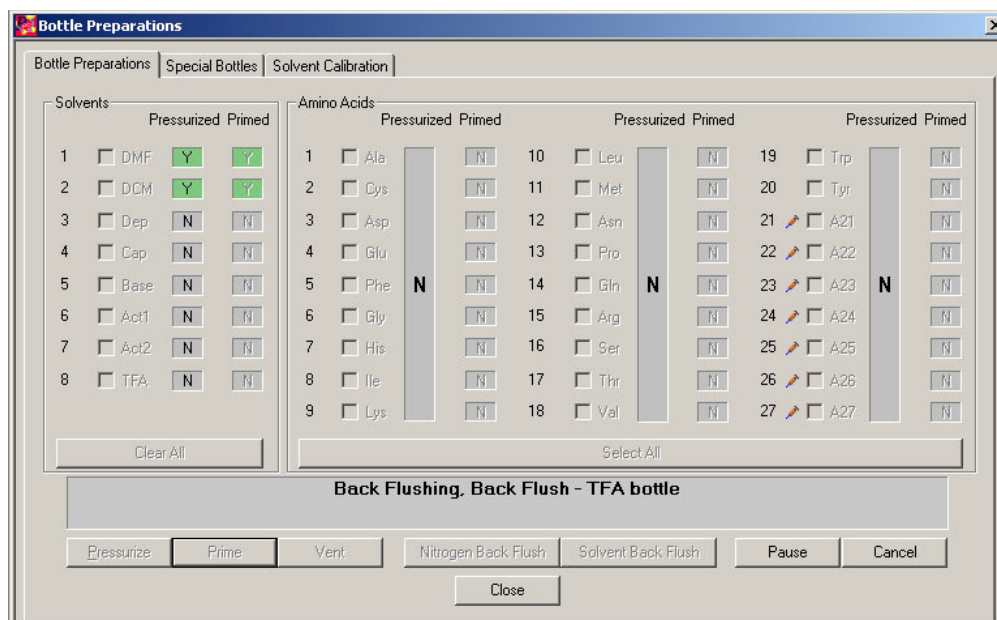 Bottle Preparations
Bottle Preparations Special Bottles Solvent Calibration
Solvents Amino Acids
Pressurized Primed Pressurized Primed Pressurized Primed Pressurized Primed
1 DMF Y Y 1 Ala N 10 Leu N 19 Trp N
2 DCM Y Y 2 Cys N 11 Met N 20 Tyr N
3 Dep N N 3 Asp N 12 Asn N 21 A21 N
4 Cap N N 4 Glu N 13 Pro N 22 A22 N
5 Base N N 5 Phe N N 14 Gln N N 23 A23 N N
6 Act1 N N 6 Gly N 15 Arg N 24 A24 N
7 Act2 N N 7 His N 16 Ser N 25 A25 N
8 TFA N N 8 Ile N 17 Thr N 26 A26 N
9 Lys N 18 Val N 27 A27 N
Clear All Select All
Back Flushing, Back Flush - TFA bottle
Pressurize Prime Vent Nitrogen Back Flush Solvent Back Flush Pause Cancel
Close